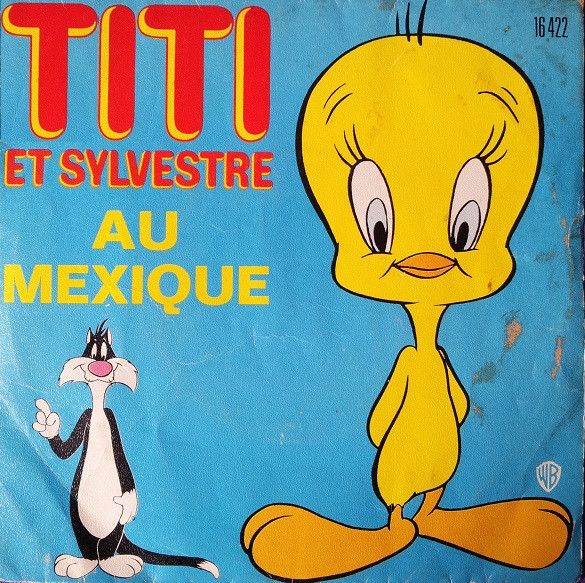 TITI
16 422
ET SYLVESTRE
AU
MEXIQUE
WB